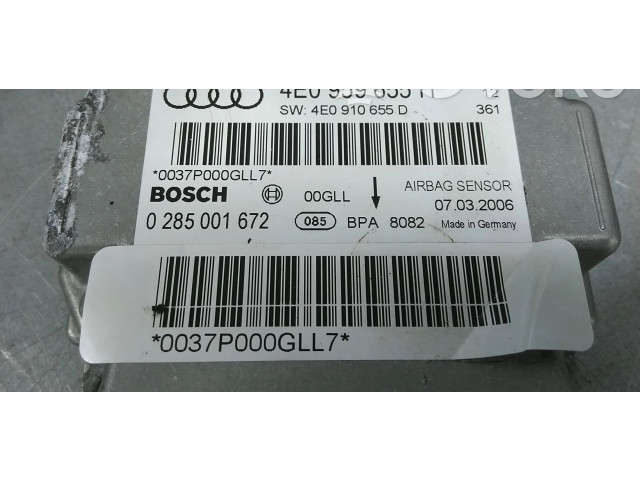 4E0 959 655
12
SW: 4E0 910 655 D
361
*0037P000GLL7*
BOSCH
00GLL
AIRBAG SENSOR
07.03.2006
0 285 001 672
085
BPA 8082
Made in Germany
*0037P000GLL7*